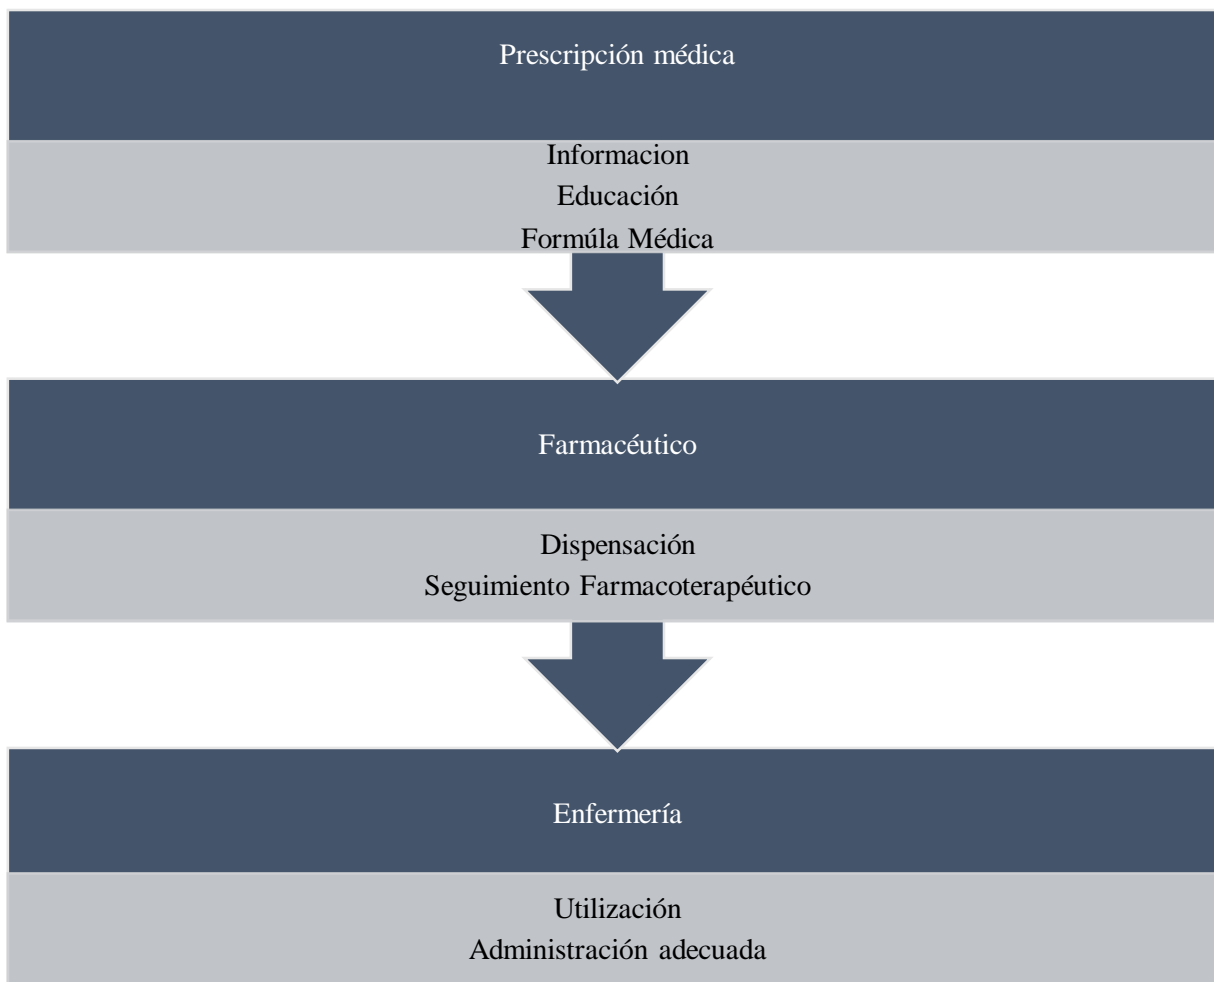 Prescripción médica
Informacion
Educación
Formúla Médica
Farmacéutico
Dispensación
Seguimiento Farmacoterapéutico
Enfermería
Utilización
Administración adecuada